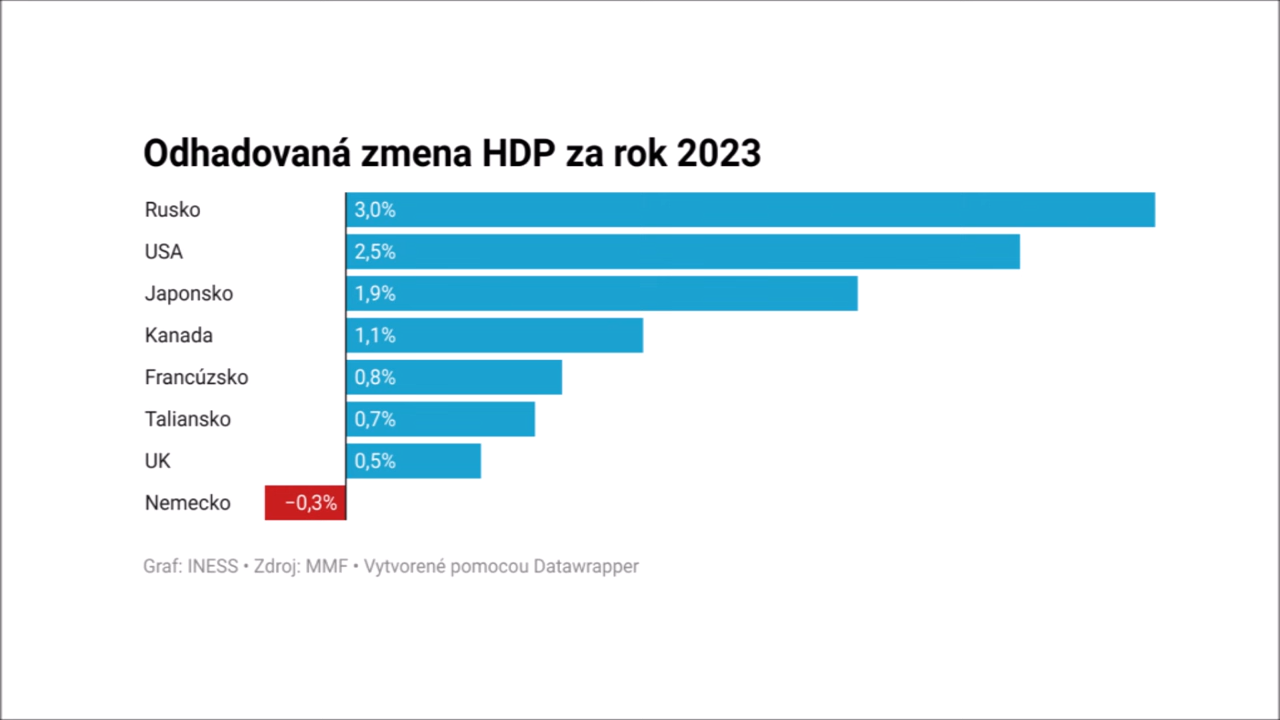 Odhadovaná zmena HDP za rok 2023
Rusko 3,0%
USA 2,5%
Japonsko 1,9%
Kanada 1,1%
Francúzsko 0,8%
Taliansko 0,7%
UK 0,5%
Nemecko −0,3%
Graf: INESS • Zdroj: MMF • Vytvorené pomocou Datawrapper